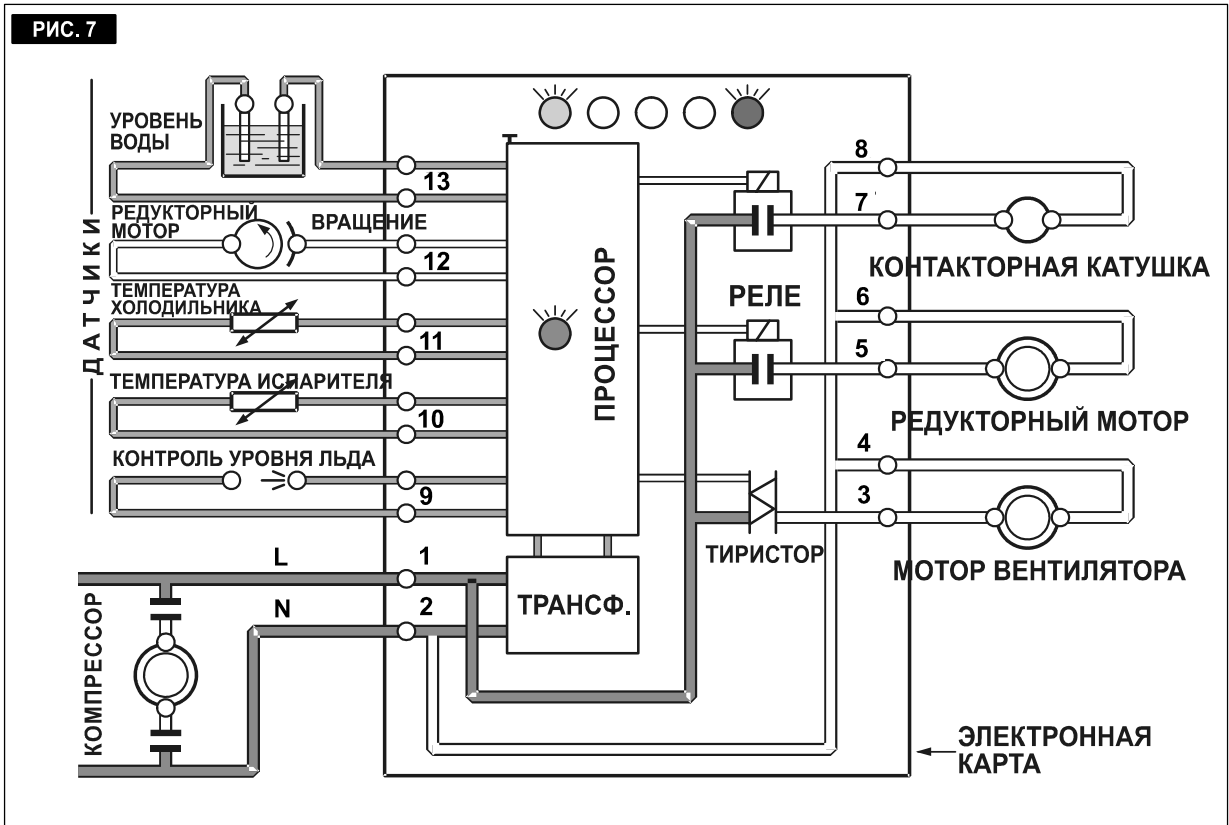 РИС. 7
УРОВЕНЬ
ВОДЫ
13
РЕДУКТОРНЫЙ
МОТОР
ВРАЩЕНИЕ
12
ТЕМПЕРАТУРА
ХОЛОДИЛЬНИКА
11
ТЕМПЕРАТУРА ИСПАРИТЕЛЯ
10
КОНТРОЛЬ УРОВНЯ ЛЬДА
9
ДАТЧИКИ
L
1
N
2
КОМПРЕССОР
ПРОЦЕССОР
ТРАНСФ.
РЕЛЕ
ТИРИСТОР
8
7
КОНТАКТОРНАЯ КАТУШКА
6
5
РЕДУКТОРНЫЙ МОТОР
4
3
МОТОР ВЕНТИЛЯТОРА
ЭЛЕКТРОННАЯ
КАРТА